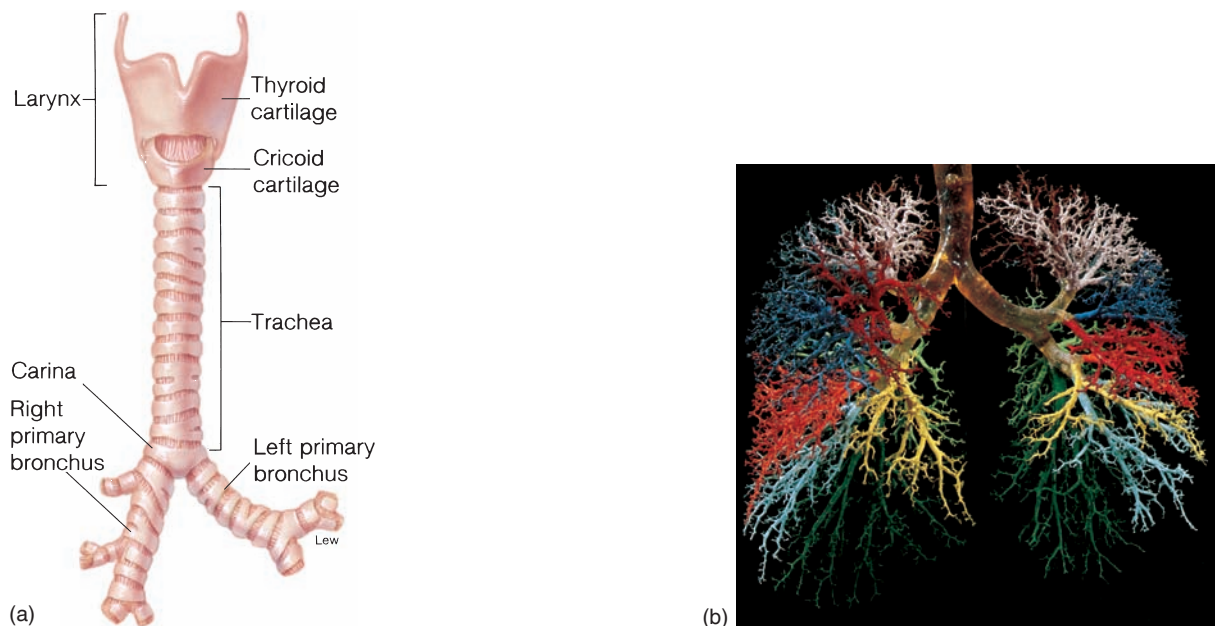 Larynx
Thyroid
cartilage
Cricoid
cartilage
Trachea
Carina
Right
primary
bronchus
Left primary
bronchus
Lew
(a)
(b)